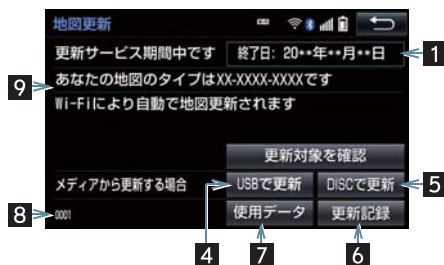 地図更新
更新サービス期間中です 終了日: 20**年**月**日
1
9
あなたの地図のタイプはXX-XXXX-XXXXです
Wi-Fiにより自動で地図更新されます
更新対象を確認
メディアから更新する場合 USBで更新 DISCで更新
5
8
0001 使用データ 更新記録
4
7
6